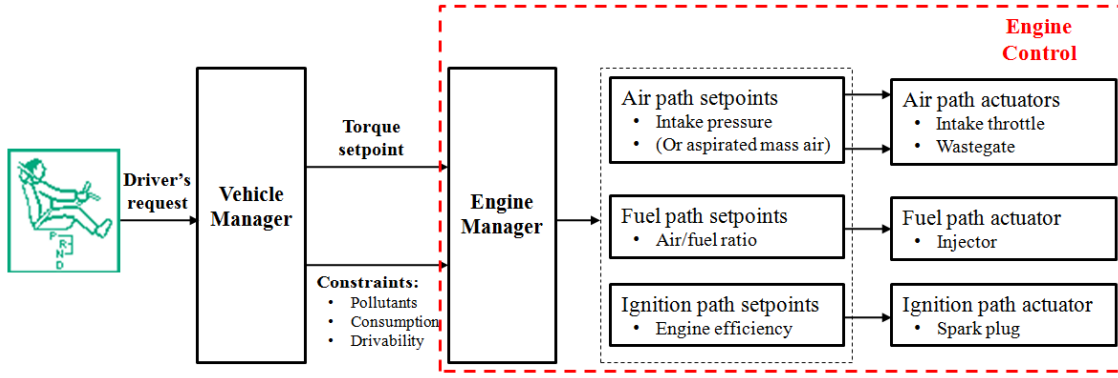 Engine
Control
Air path setpoints
• Intake pressure
• (Or aspirated mass air)
Air path actuators
• Intake throttle
• Wastegate
Torque
setpoint
Driver's
request
Vehicle
Manager
Engine
Manager
Fuel path setpoints
• Air/fuel ratio
Fuel path actuator
• Injector
P
R
N
D
Constraints:
• Pollutants
• Consumption
• Drivability
Ignition path setpoints
• Engine efficiency
Ignition path actuator
• Spark plug